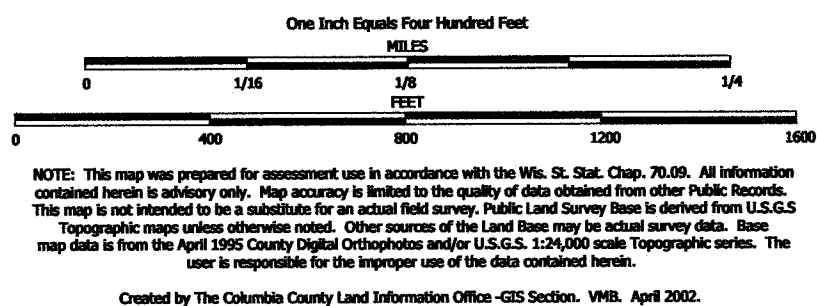 One Inch Equals Four Hundred Feet
MILES
0 1/16 1/8 1/4
FEET
0 400 800 1200 1600
NOTE: This map was prepared for assessment use in accordance with the Wis. St. Stat. Chap. 70.09. All information
contained herein is advisory only. Map accuracy is limited to the quality of data obtained from other Public Records.
This map is not intended to be a substitute for an actual field survey. Public Land Survey Base is derived from U.S.G.S
Topographic maps unless otherwise noted. Other sources of the Land Base may be actual survey data. Base
map data is from the April 1995 County Digital Orthophotos and/or U.S.G.S. 1:24,000 scale Topographic series. The
user is responsible for the improper use of the data contained herein.
Created by The Columbia County Land Information Office -GIS Section. VMB. April 2002.